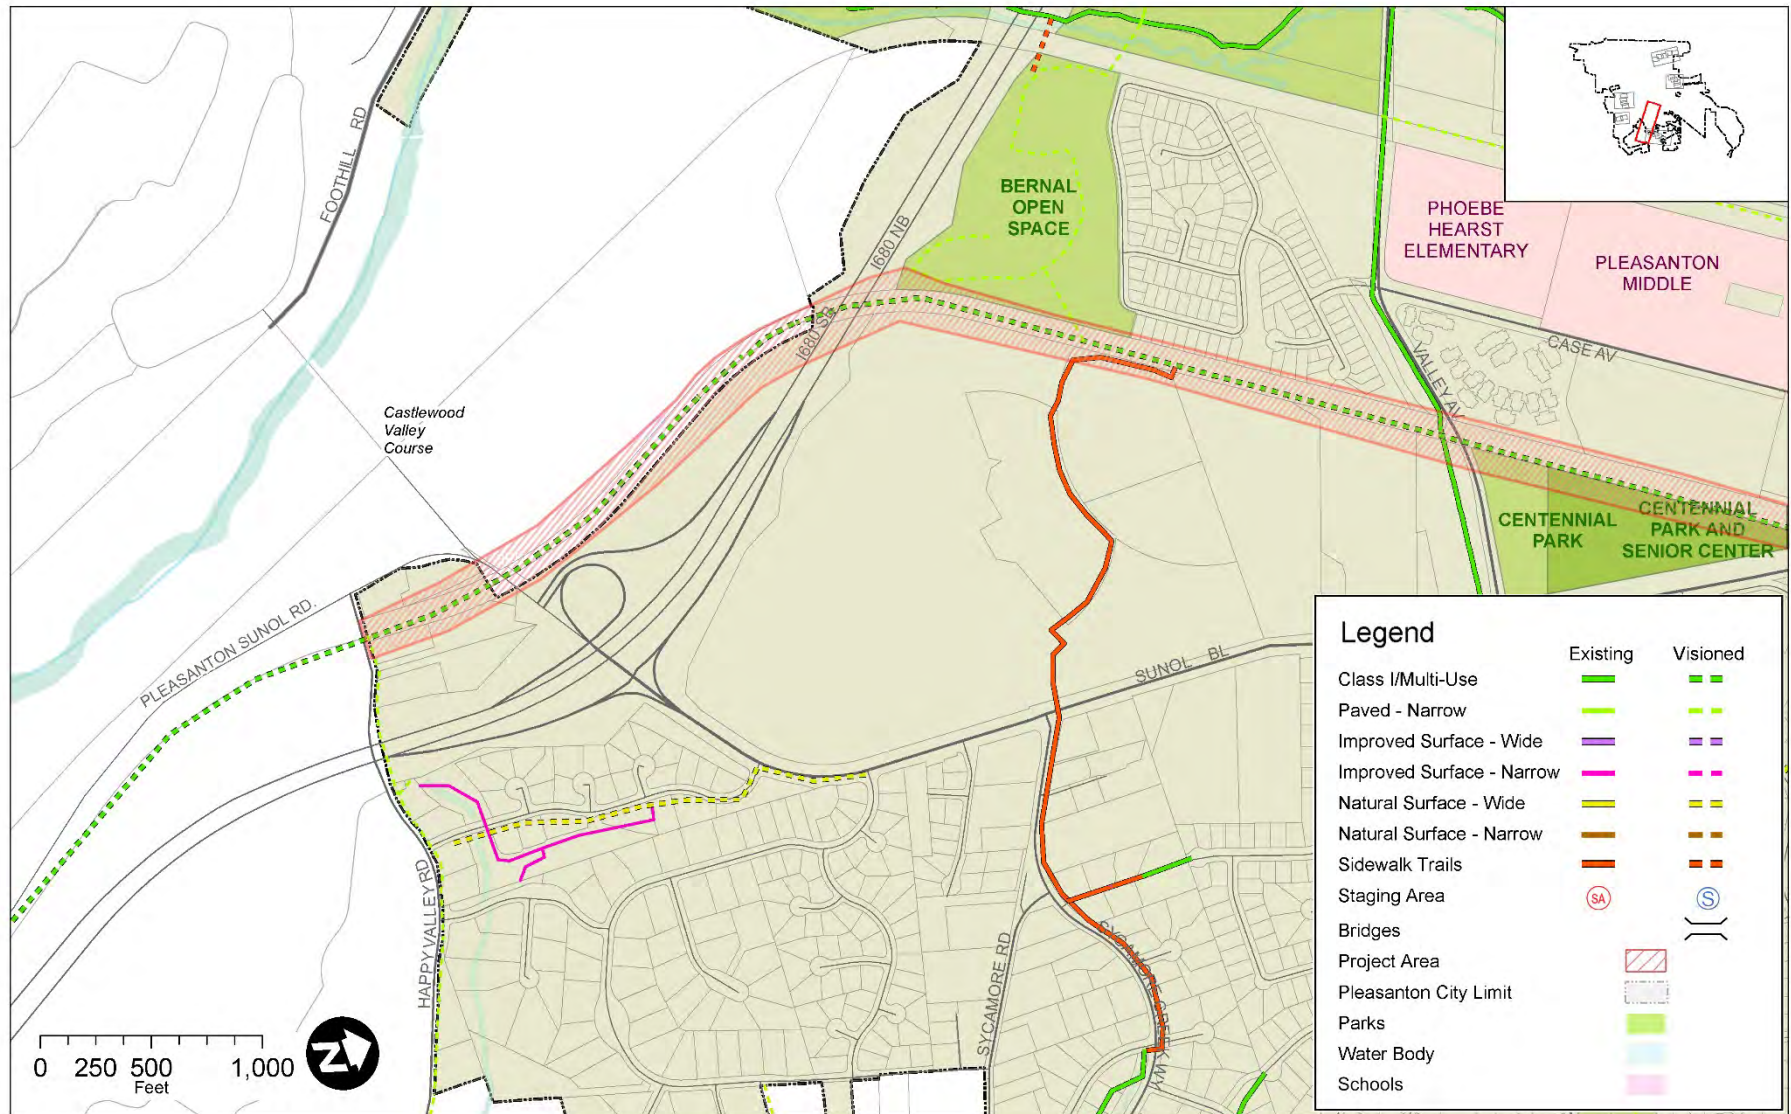 FOOTHILL RD
I680 NB
I680 SB
BERNAL
OPEN
SPACE
PHOEBE
HEARST
ELEMENTARY
PLEASANTON
MIDDLE
CASE AV
VALLEY AV
Castlewood
Valley
Course
CENTENNIAL
PARK
CENTENNIAL
PARK AND
SENIOR CENTER
PLEASANTON SUNOL RD.
SUNOL BL
HAPPY VALLEY RD
SYCAMORE RD
SYCAMORE CREEK WY
Legend
Existing Visioned
Class I/Multi-Use
Paved - Narrow
Improved Surface - Wide
Improved Surface - Narrow
Natural Surface - Wide
Natural Surface - Narrow
Sidewalk Trails
Staging Area SA S
Bridges
Project Area
Pleasanton City Limit
Parks
Water Body
Schools
0 250 500 1,000
Feet
Z